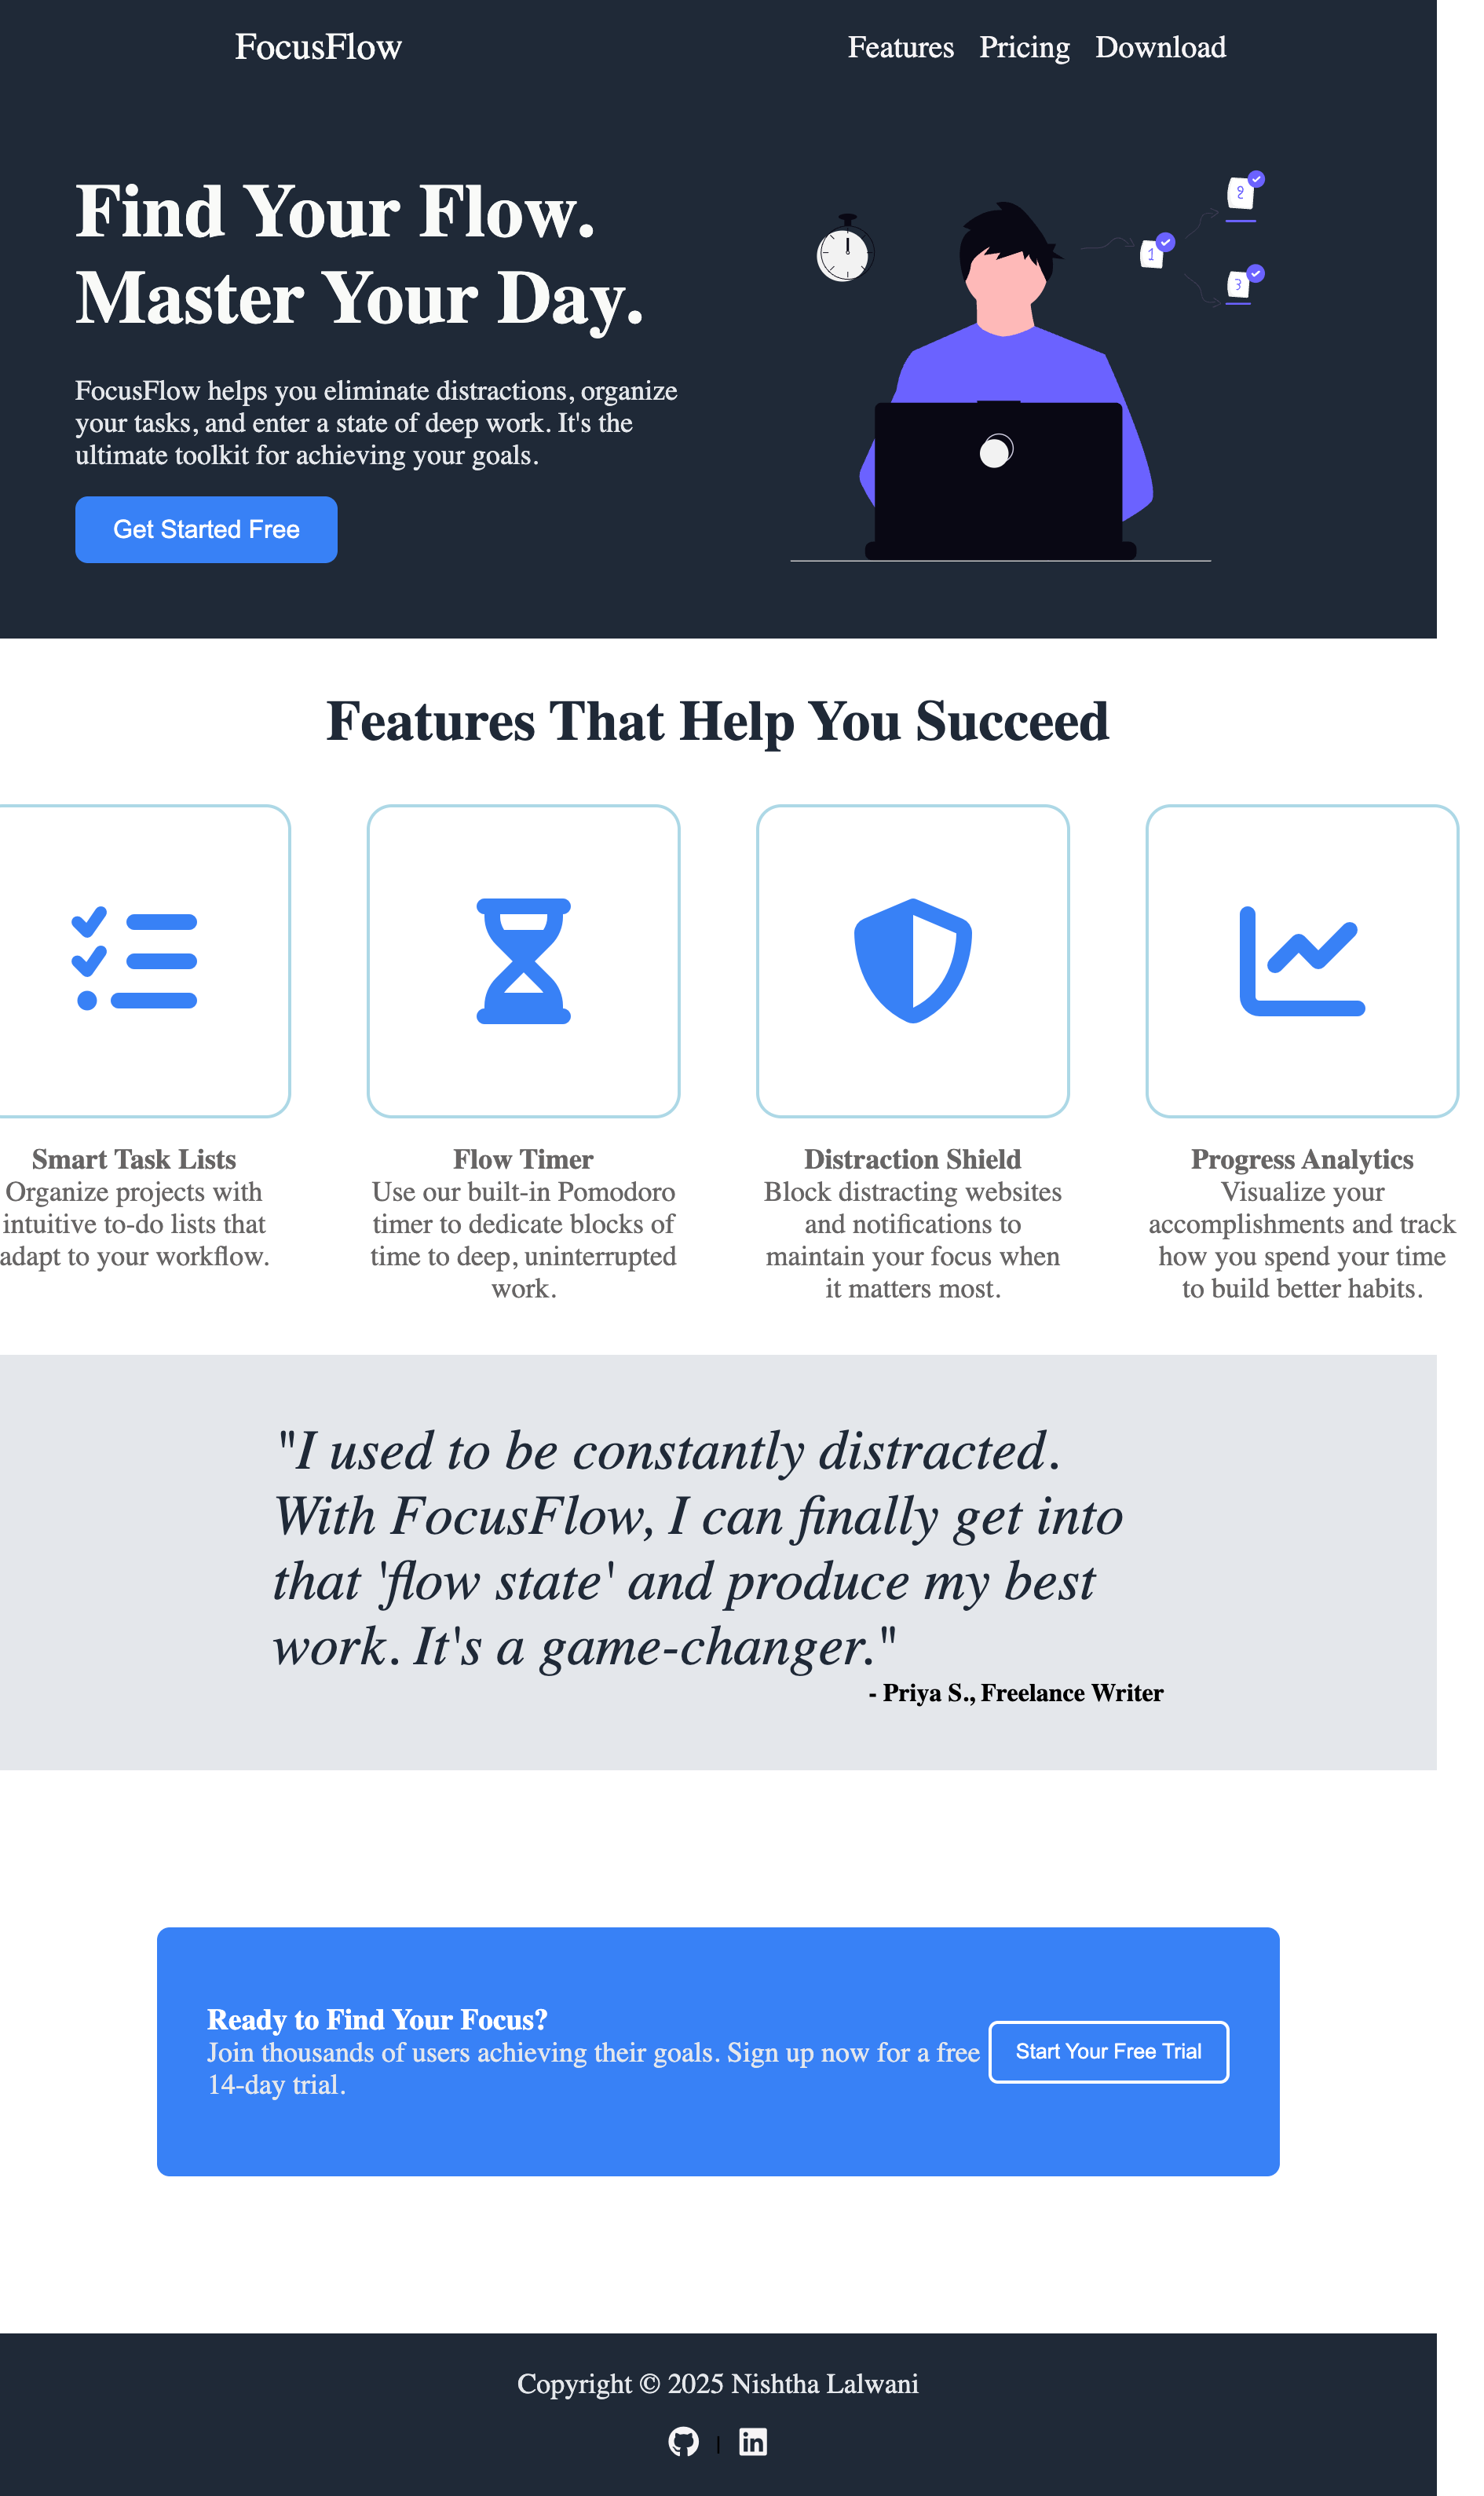 FocusFlow
Features Pricing Download
Find Your Flow.
Master Your Day.
FocusFlow helps you eliminate distractions, organize
your tasks, and enter a state of deep work. It's the
ultimate toolkit for achieving your goals.
Get Started Free
2
1
3
Features That Help You Succeed
Smart Task Lists
Organize projects with
intuitive to-do lists that
adapt to your workflow.
Flow Timer
Use our built-in Pomodoro
timer to dedicate blocks of
time to deep, uninterrupted
work.
Distraction Shield
Block distracting websites
and notifications to
maintain your focus when
it matters most.
Progress Analytics
Visualize your
accomplishments and track
how you spend your time
to build better habits.
"I used to be constantly distracted.
With FocusFlow, I can finally get into
that 'flow state' and produce my best
work. It's a game-changer."
- Priya S., Freelance Writer
Ready to Find Your Focus?
Join thousands of users achieving their goals. Sign up now for a free
14-day trial.
Start Your Free Trial
Copyright © 2025 Nishtha Lalwani
|
in